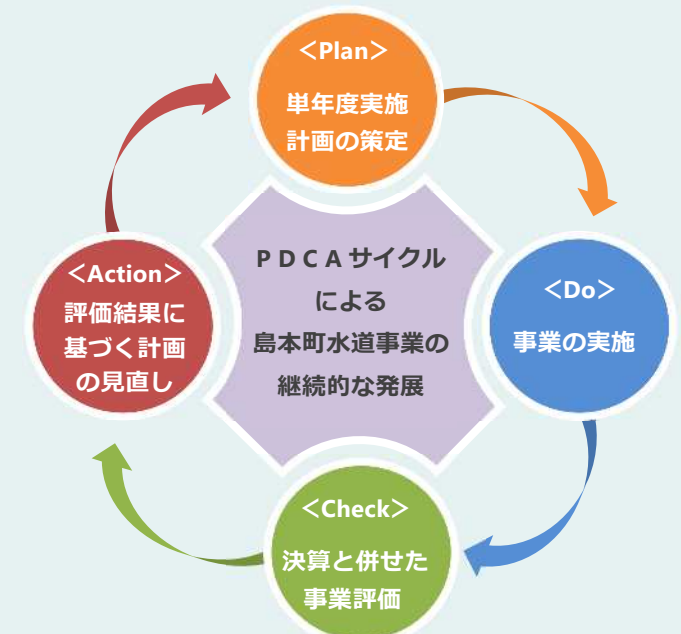 ＜Plan＞
単年度実施
計画の策定
＜Do＞
事業の実施
＜Check＞
決算と併せた
事業評価
＜Action＞
評価結果に
基づく計画
の見直し
ＰＤＣＡサイクル
による
島本町水道事業の
継続的な発展